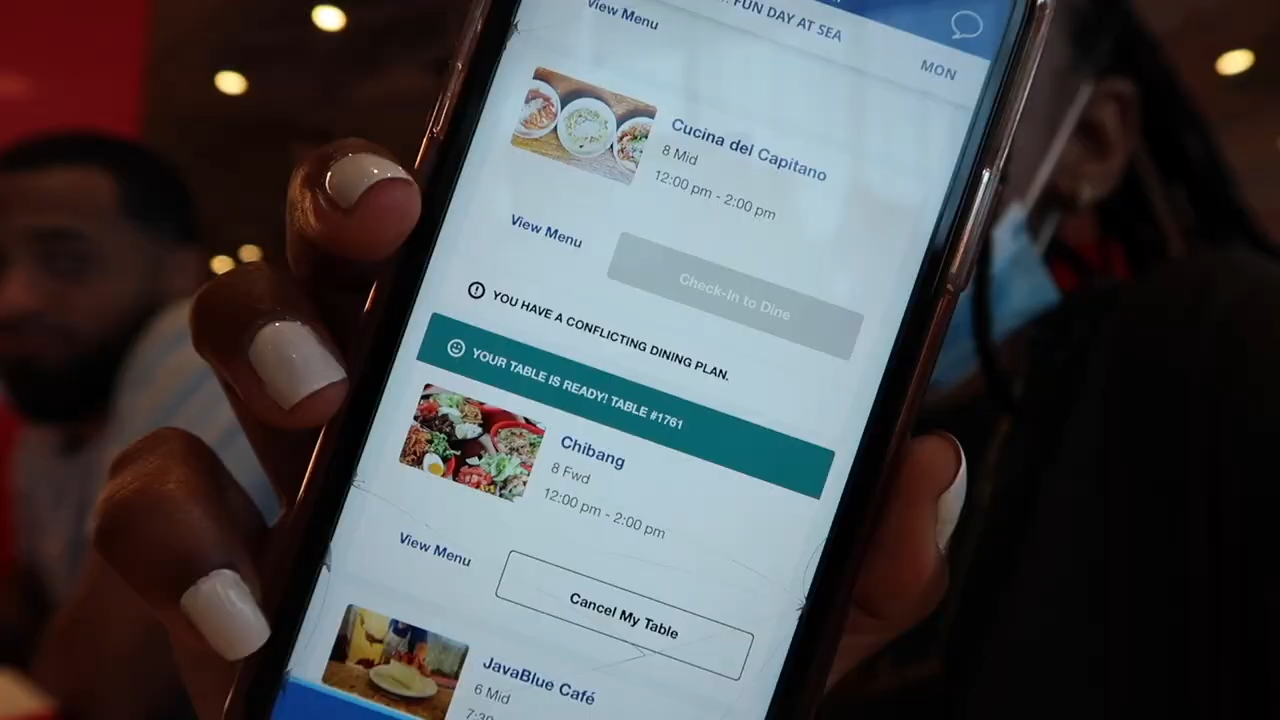 FUN DAY AT SEA
View Menu
MON
Cucina del Capitano
8 Mid
12:00 pm - 2:00 pm
View Menu
Check-In to Dine
YOU HAVE A CONFLICTING DINING PLAN.
YOUR TABLE IS READY! TABLE #1761
Chibang
8 Fwd
12:00 pm - 2:00 pm
View Menu
Cancel My Table
JavaBlue Café
6 Mid